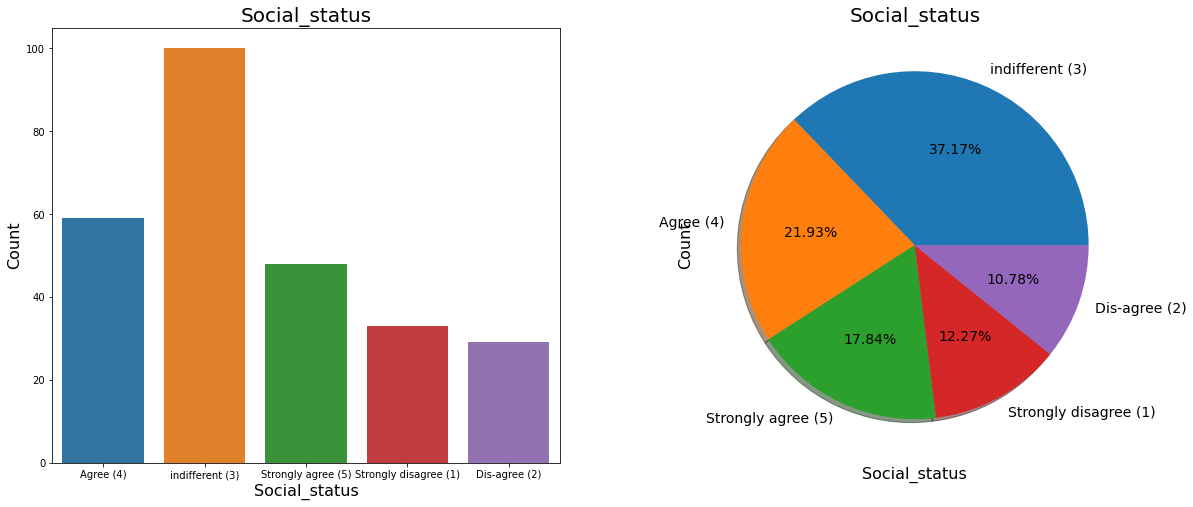 Social_status
Count
100
80
60
40
20
0
Agree (4)
indifferent (3)
Strongly agree (5)
Strongly disagree (1)
Dis-agree (2)
Social_status
Social_status
Count
indifferent (3)
37.17%
Agree (4)
21.93%
Strongly agree (5)
17.84%
Strongly disagree (1)
12.27%
Dis-agree (2)
10.78%
Social_status